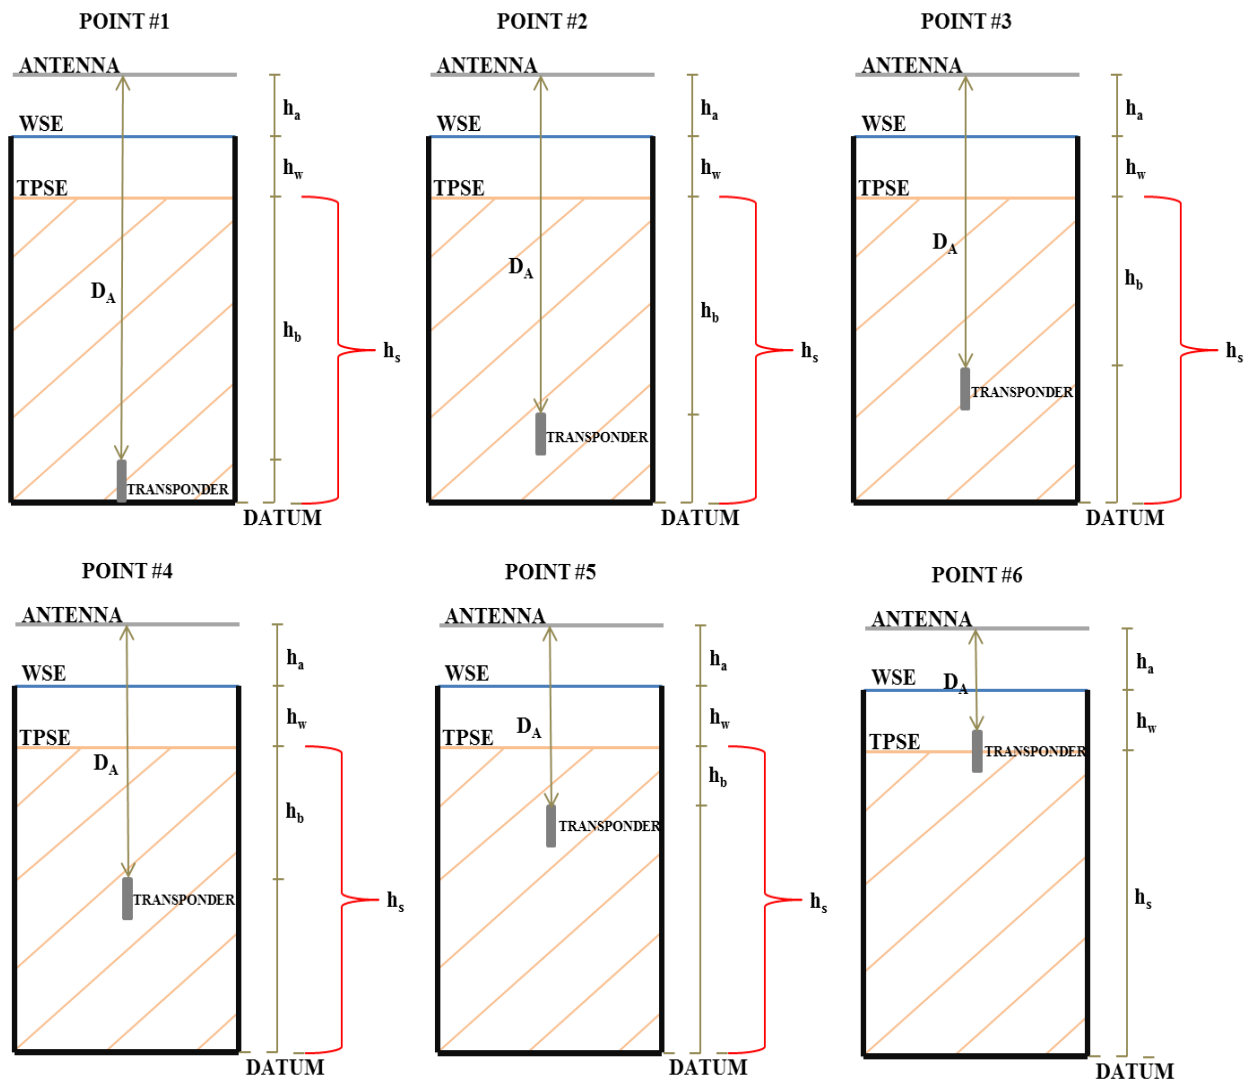 POINT #1
ANTENNA
h_a
WSE
h_w
TPSE
D_A
h_b
h_s
TRANSPONDER
DATUM
POINT #2
ANTENNA
h_a
WSE
h_w
TPSE
D_A
h_b
h_s
TRANSPONDER
DATUM
POINT #3
ANTENNA
h_a
WSE
h_w
TPSE
D_A
h_b
h_s
TRANSPONDER
DATUM
POINT #4
ANTENNA
h_a
WSE
h_w
TPSE
D_A
h_b
TRANSPONDER
h_s
DATUM
POINT #5
ANTENNA
h_a
WSE
h_w
D_A
TPSE
h_b
TRANSPONDER
h_s
DATUM
POINT #6
ANTENNA
h_a
WSE
D_A
h_w
TPSE
TRANSPONDER
h_s
DATUM